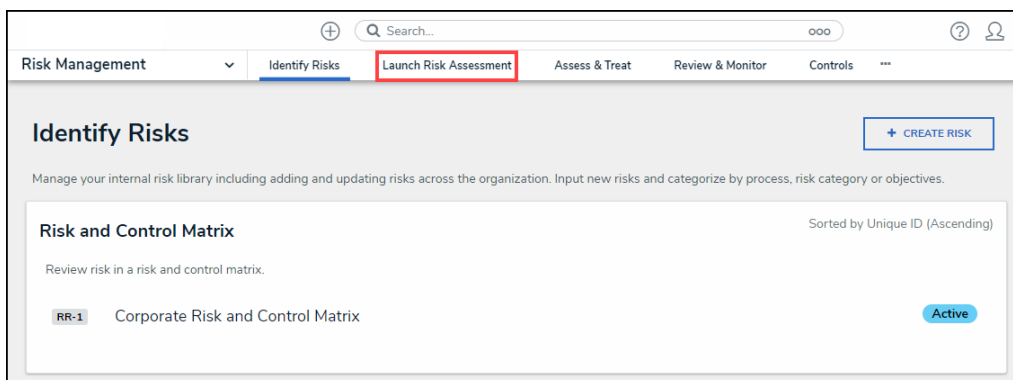 Search...
Risk Management Identify Risks Launch Risk Assessment Assess & Treat Review & Monitor Controls ...
Identify Risks
+ CREATE RISK
Manage your internal risk library including adding and updating risks across the organization. Input new risks and categorize by process, risk category or objectives.
Risk and Control Matrix
Sorted by Unique ID (Ascending)
Review risk in a risk and control matrix.
RR-1 Corporate Risk and Control Matrix Active